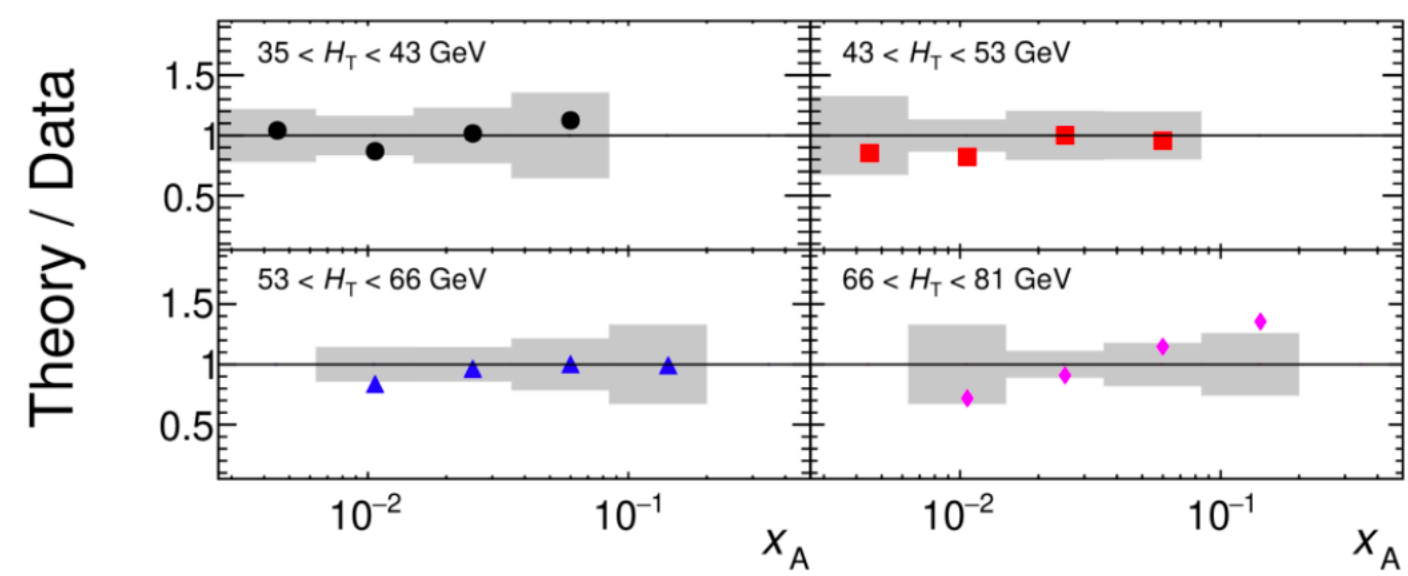 Theory / Data
35 < H_T < 43 GeV
1.5
1
0.5
43 < H_T < 53 GeV
53 < H_T < 66 GeV
1.5
1
0.5
66 < H_T < 81 GeV
10⁻²
10⁻¹
x_A
10⁻²
10⁻¹
x_A